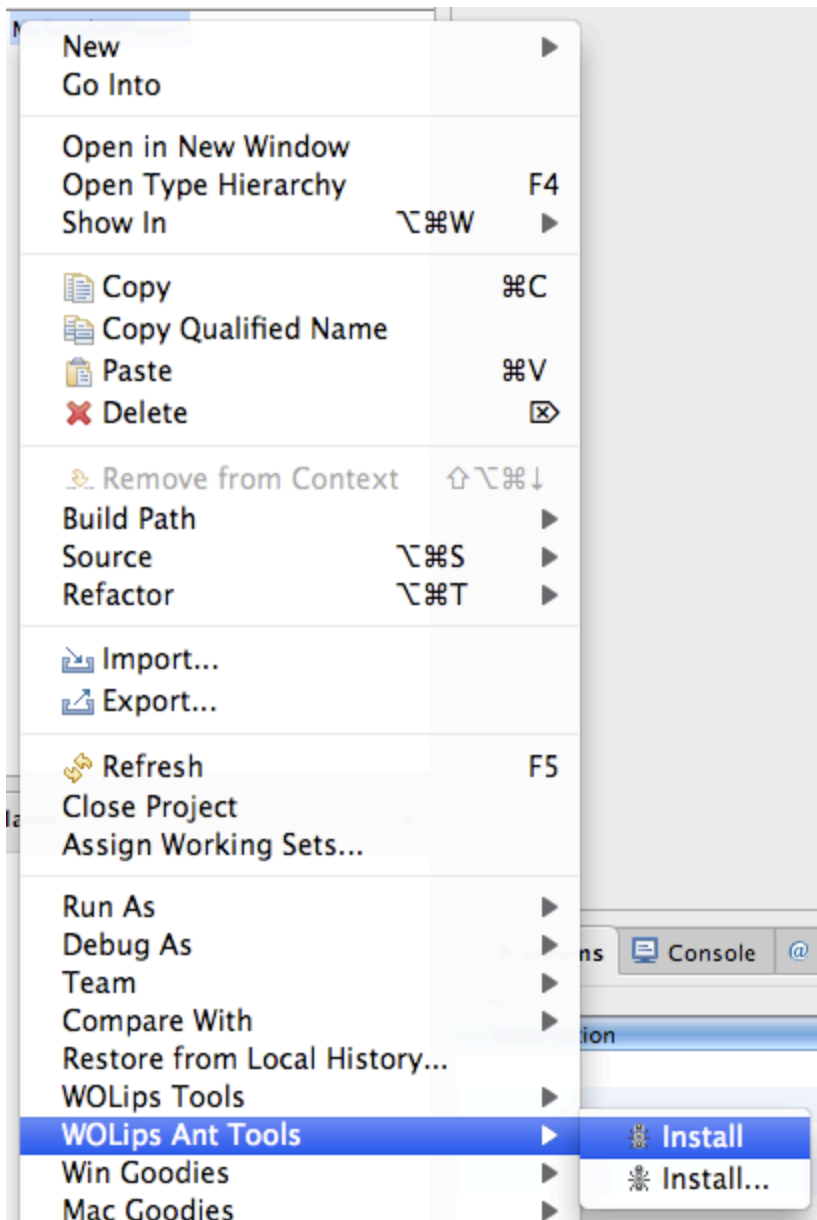 New
Go Into
Open in New Window
Open Type Hierarchy F4
Show In ⌥⌘W
Copy ⌘C
Copy Qualified Name
Paste ⌘V
Delete ⌦
Remove from Context ⇧⌥⌘↓
Build Path
Source ⌥⌘S
Refactor ⌥⌘T
Import...
Export...
Refresh F5
Close Project
Assign Working Sets...
Run As
Debug As
Team
Compare With
Restore from Local History...
WOLips Tools
WOLips Ant Tools
Win Goodies
Mac Goodies
Console @
Install
Install...